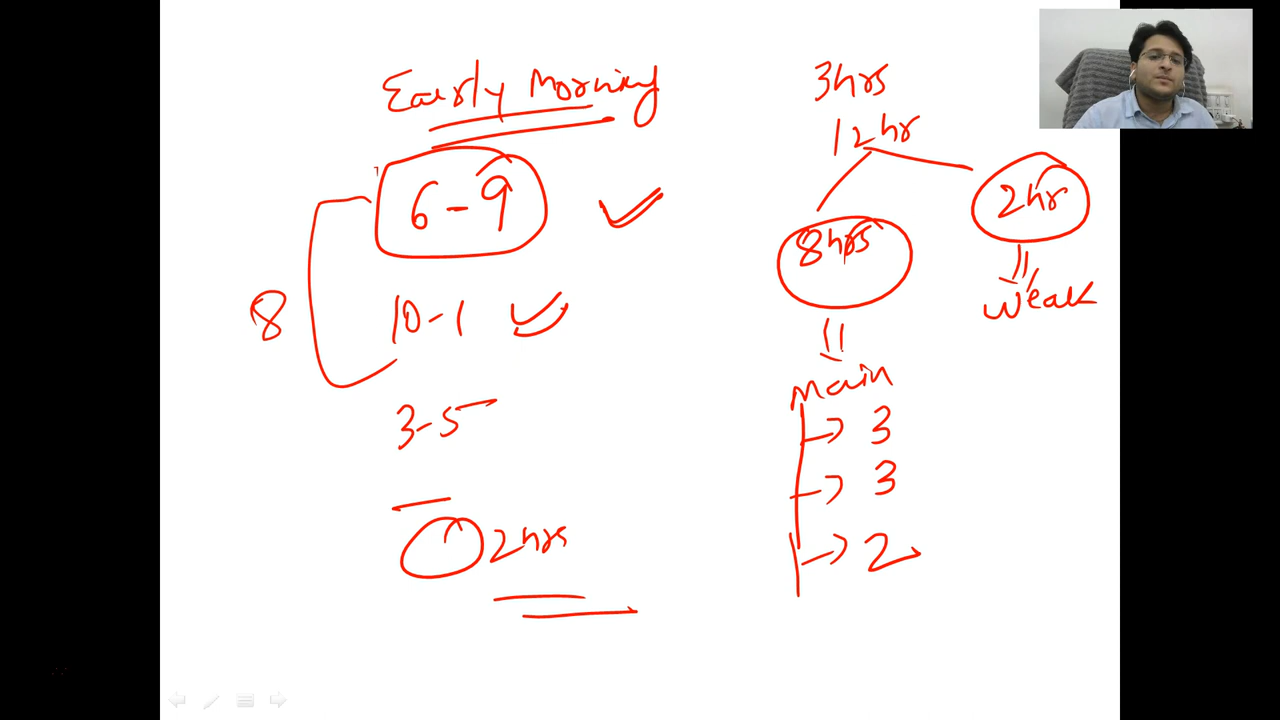 Early Morning
6-9
8
10-1
3-5
2hrs
3hrs
12hr
8hrs
2hr
weak
Main
→ 3
→ 3
→ 2